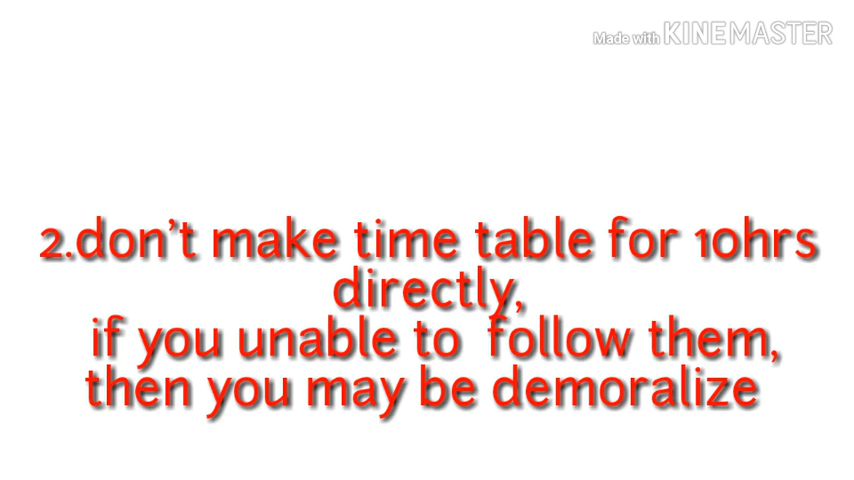 Made with KINEMASTER
2.don't make time table for 10hrs
directly,
if you unable to follow them,
then you may be demoralize